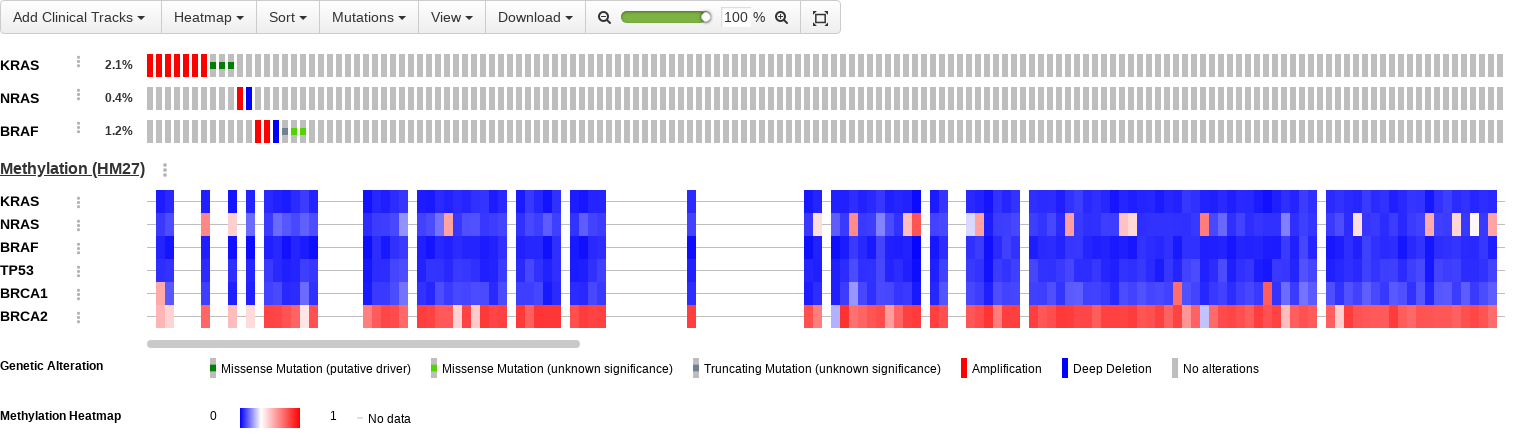 Add Clinical Tracks Heatmap Sort Mutations View Download 100 %
KRAS 2.1%
NRAS 0.4%
BRAF 1.2%
Methylation (HM27)
KRAS
NRAS
BRAF
TP53
BRCA1
BRCA2
Genetic Alteration Missense Mutation (putative driver) Missense Mutation (unknown significance) Truncating Mutation (unknown significance) Amplification Deep Deletion No alterations
Methylation Heatmap 0 1 No data